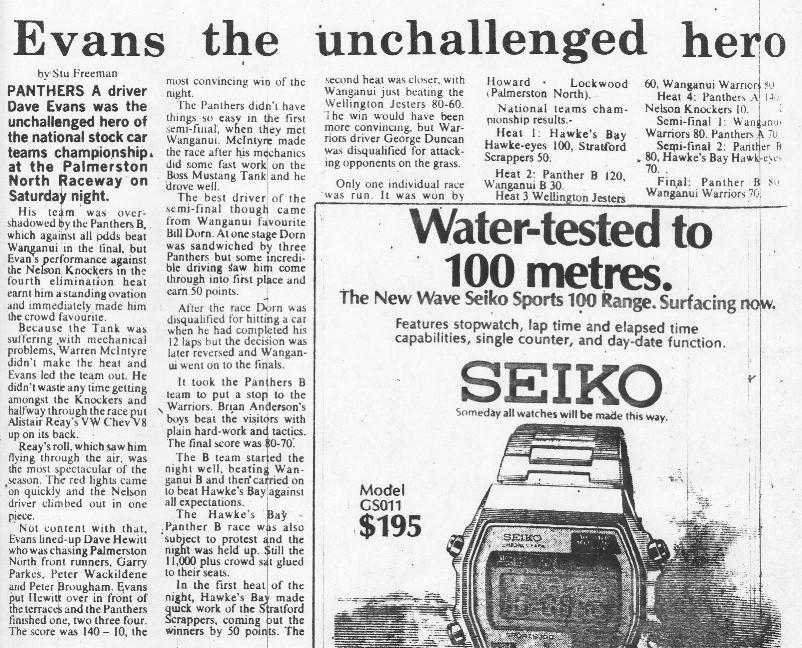 Evans the unchallenged hero
by Stu Freeman
PANTHERS A driver
Dave Evans was the
unchallenged hero of
the national stock car
teams championship
at the Palmerston
North Raceway on
Saturday night.
His team was over-
shadowed by the Panthers B,
which against all odds beat
Wanganui in the final, but
Evan's performance against
the Nelson Knockers in the
fourth elimination heat
earnt him a standing ovation
and immediately made him
the crowd favourite.
Because the Tank was
suffering with mechanical
problems, Warren McIntyre
didn't make the heat and
Evans led the team out. He
didn't waste any time getting
amongst the Knockers and
halfway through the race put
Alistair Reay's VW Chev V8
up on its back.
Reay's roll, which saw him
flying through the air, was
the most spectacular of the
season. The red lights came
on quickly and the Nelson
driver climbed out in one
piece.
Not content with that,
Evans lined-up Dave Hewitt
who was chasing Palmerston
North front runners, Garry
Parkes, Peter Wackildene
and Peter Brougham. Evans
put Hewitt over in front of
the terraces and the Panthers
finished one, two three four.
The score was 140 – 10, the
most convincing win of the
night.
The Panthers didn't have
things so easy in the first
semi-final, when they met
Wanganui. McIntyre made
the race after his mechanics
did some fast work on the
Boss Mustang Tank and he
drove well.
The best driver of the
semi-final though came
from Wanganui favourite
Bill Dorn. At one stage Dorn
was sandwiched by three
Panthers but some incredi-
ble driving saw him come
through into first place and
earn 50 points.
After the race Dorn was
disqualified for hitting a car
when he had completed his
12 laps but the decision was
later reversed and Wangan-
ui went on to the finals.
It took the Panthers B
team to put a stop to the
Warriors. Brian Anderson's
boys beat the visitors with
plain hard-work and tactics.
The final score was 80-70.
The B team started the
night well, beating Wan-
ganui B and then carried on
to beat Hawke's Bay against
all expectations.
The Hawke's Bay -
Panther B race was also
subject to protest and the
night was held up. Still the
11,000 plus crowd sat glued
to their seats.
In the first heat of the
night, Hawke's Bay made
quick work of the Stratford
Scrappers, coming out the
winners by 50 points. The
second heat was closer, with
Wanganui just beating the
Wellington Jesters 80-60.
The win would have been
more convincing, but War-
riors driver George Duncan
was disqualified for attack-
ing opponents on the grass.
Only one individual race
was run. It was won by
Howard Lockwood
(Palmerston North).
National teams cham-
pionship results.-
Heat 1: Hawke's Bay
Hawke-eyes 100, Stratford
Scrappers 50.
Heat 2: Panther B 120,
Wanganui B 30.
Heat 3 Wellington Jesters
60, Wanganui Warriors 80
Heat 4: Panthers A 140,
Nelson Knockers 10.
Semi-final 1: Wanganui
Warriors 80. Panthers A 70
Semi-final 2: Panther B
80, Hawke's Bay Hawk-eyes
70.
Final: Panther B 80
Wanganui Warriors 70.
Water-tested to
100 metres.
The New Wave Seiko Sports 100 Range. Surfacing now.
Features stopwatch, lap time and elapsed time
capabilities, single counter, and day-date function.
SEIKO
Someday all watches will be made this way.
Model
GS011
$195
SEIKO